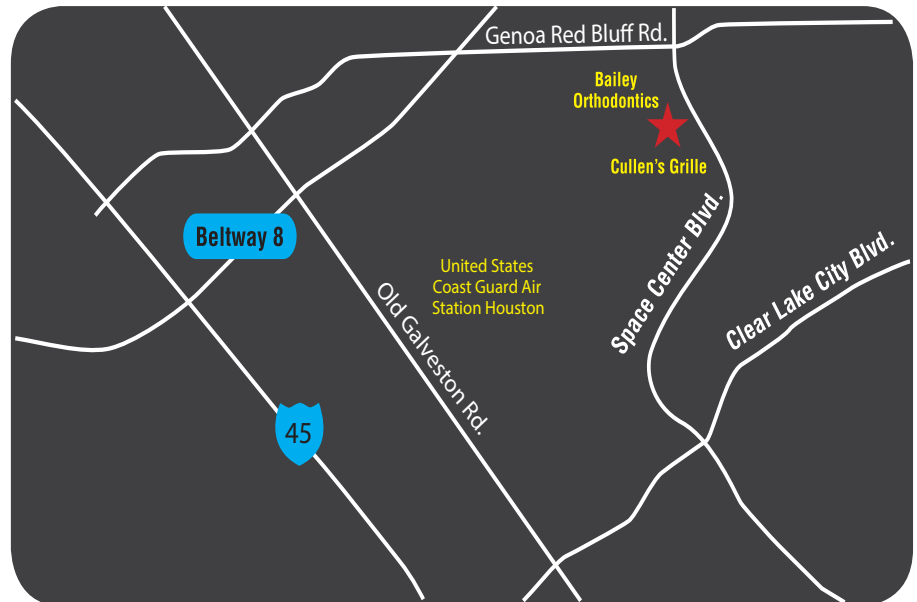 Genoa Red Bluff Rd.
Bailey
Orthodontics
Cullen's Grille
Space Center Blvd.
Beltway 8
Clear Lake City Blvd.
United States
Coast Guard Air
Station Houston
Old Galveston Rd.
45